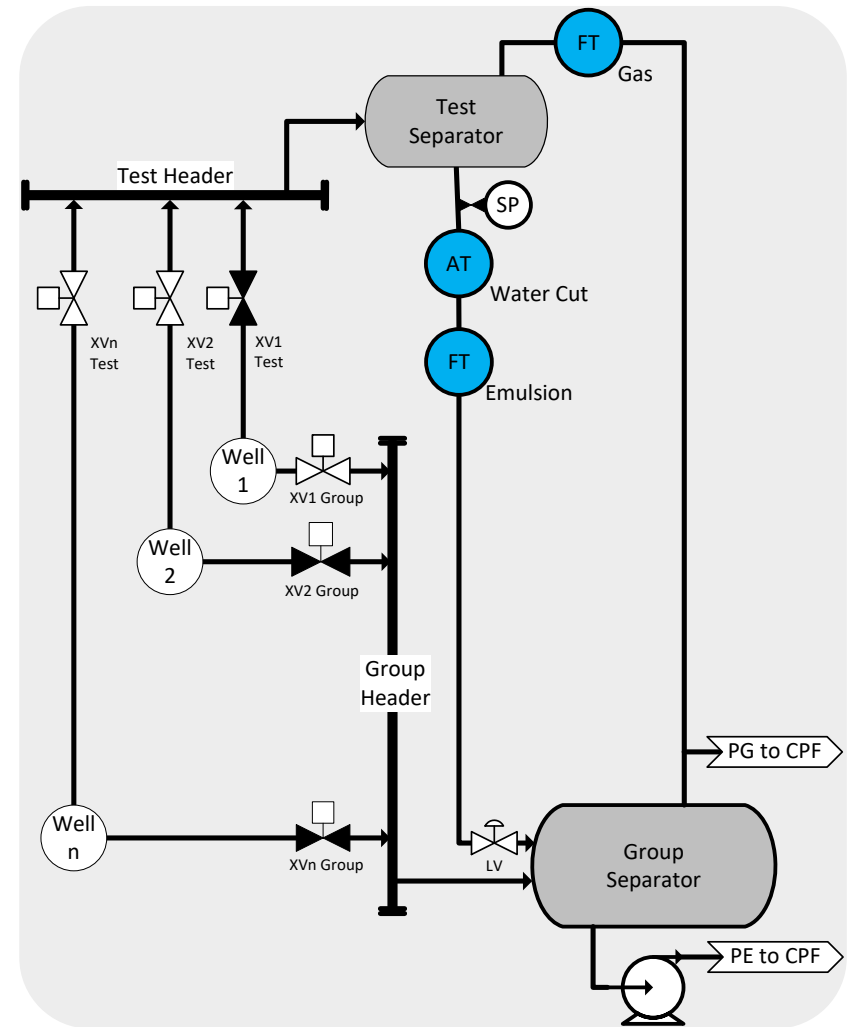 FT
Gas
Test
Separator
Test Header
SP
AT
Water Cut
XVn
Test
XV2
Test
XV1
Test
FT
Emulsion
Well
1
XV1 Group
Well
2
XV2 Group
Group
Header
PG to CPF
Well
n
XVn Group
LV
Group
Separator
PE to CPF